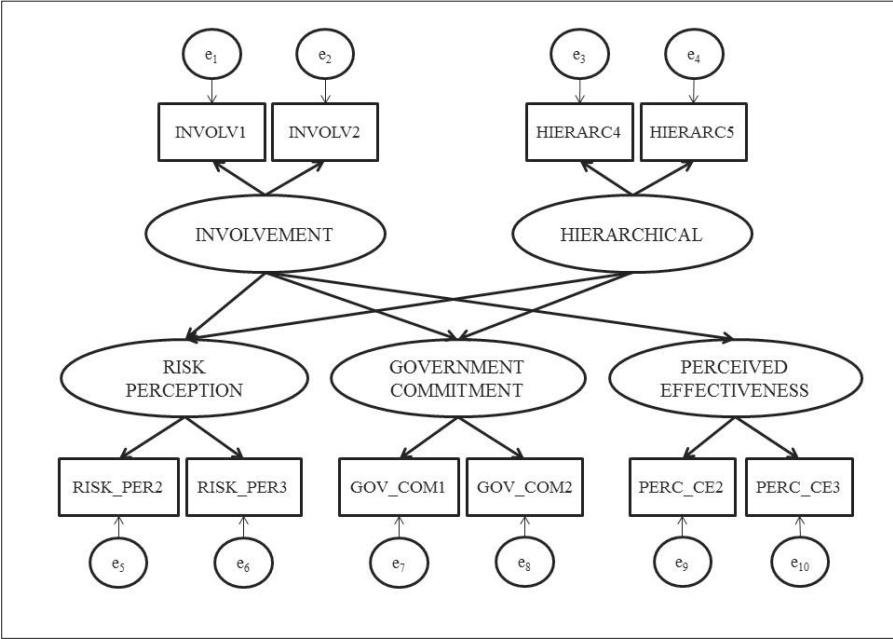 e1
e2
e3
e4
INVOLV1
INVOLV2
HIERARC4
HIERARC5
INVOLVEMENT
HIERARCHICAL
RISK
PERCEPTION
GOVERNMENT
COMMITMENT
PERCEIVED
EFFECTIVENESS
RISK_PER2
RISK_PER3
GOV_COM1
GOV_COM2
PERC_CE2
PERC_CE3
e5
e6
e7
e8
e9
e10